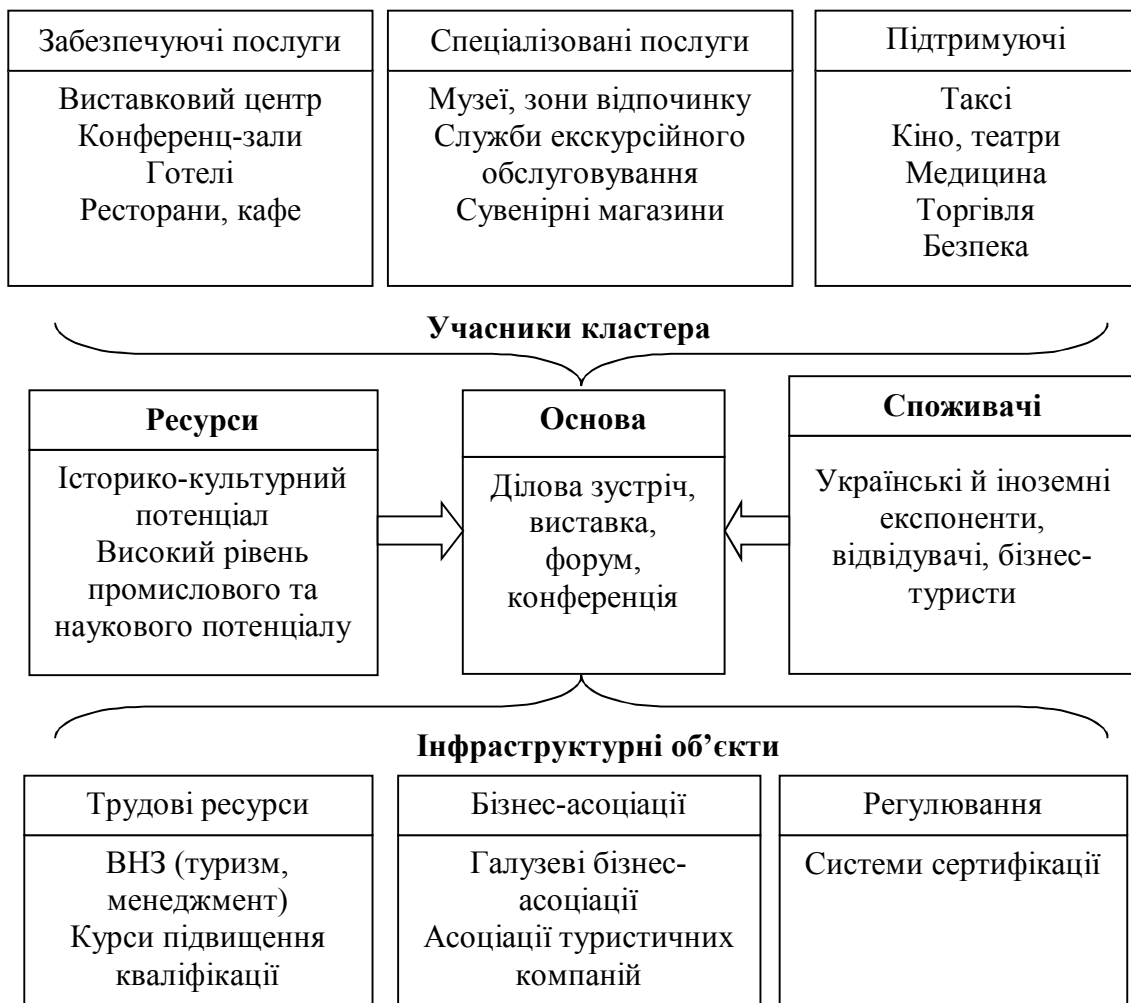 Забезпечуючі послуги
Виставковий центр
Конференц-зали
Готелі
Ресторани, кафе
Спеціалізовані послуги
Музеї, зони відпочинку
Служби екскурсійного
обслуговування
Сувенірні магазини
Підтримуючі
Таксі
Кіно, театри
Медицина
Торгівля
Безпека
Учасники кластера
Ресурси
Історико-культурний
потенціал
Високий рівень
промислового та
наукового потенціалу
Основа
Ділова зустріч,
виставка,
форум,
конференція
Споживачі
Українські й іноземні
експоненти,
відвідувачі, бізнес-
туристи
Інфраструктурні об’єкти
Трудові ресурси
ВНЗ (туризм,
менеджмент)
Курси підвищення
кваліфікації
Бізнес-асоціації
Галузеві бізнес-
асоціації
Асоціації туристичних
компаній
Регулювання
Системи сертифікації